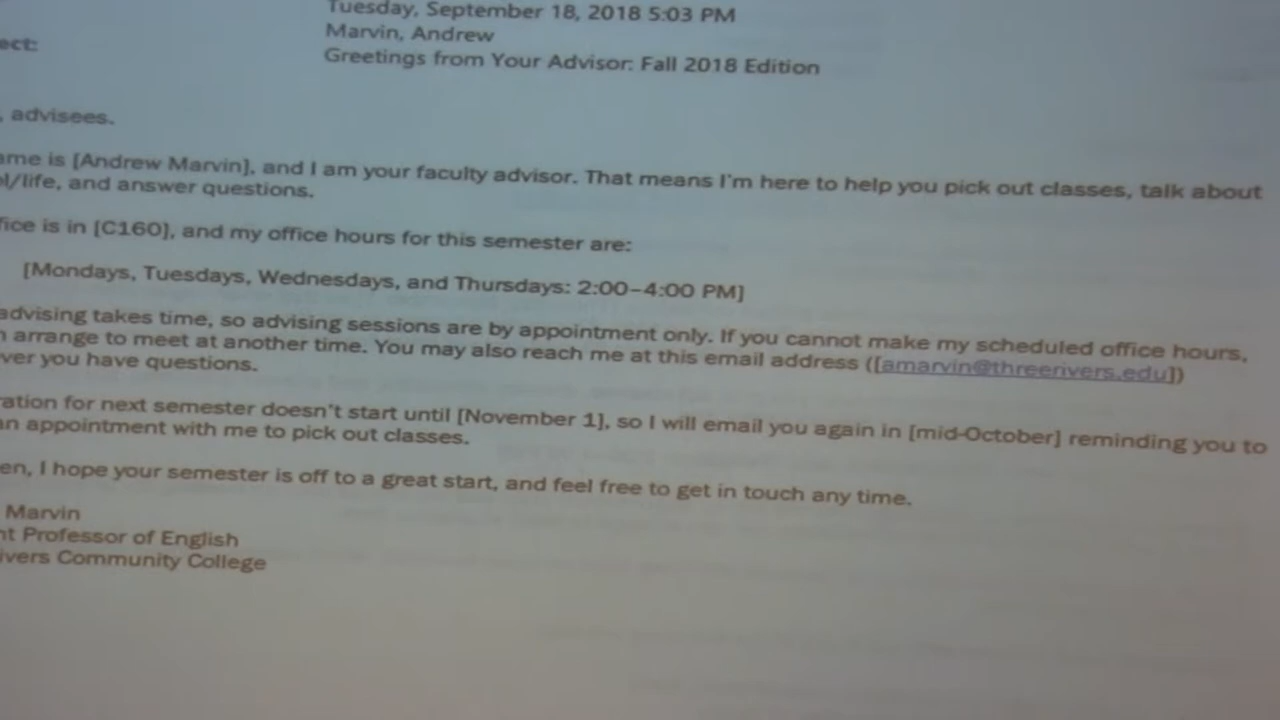 Tuesday, September 18, 2018 5:03 PM
Marvin, Andrew
ect:
Greetings from Your Advisor: Fall 2018 Edition
, advisees.
ame is [Andrew Marvin], and I am your faculty advisor. That means I'm here to help you pick out classes, talk about
l/life, and answer questions.
fice is in [C160], and my office hours for this semester are:
[Mondays, Tuesdays, Wednesdays, and Thursdays: 2:00–4:00 PM]
advising takes time, so advising sessions are by appointment only. If you cannot make my scheduled office hours,
n arrange to meet at another time. You may also reach me at this email address ([amarvin@threerivers.edu])
ver you have questions.
ation for next semester doesn't start until [November 1], so I will email you again in [mid-October] reminding you to
an appointment with me to pick out classes.
en, I hope your semester is off to a great start, and feel free to get in touch any time.
Marvin
nt Professor of English
ivers Community College